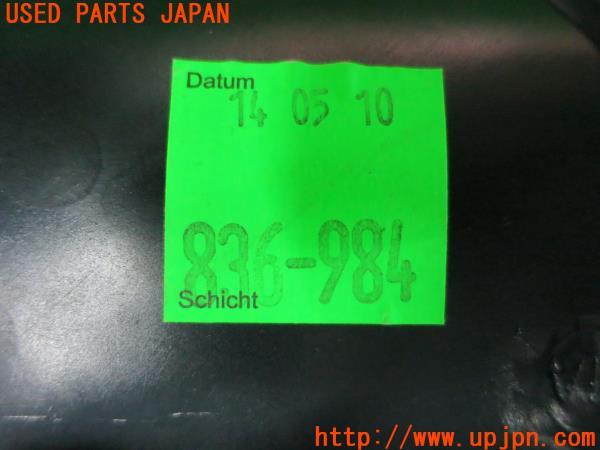 USED PARTS JAPAN
Datum
14 05 10
836-984
Schicht
http://www.upjpn.com/